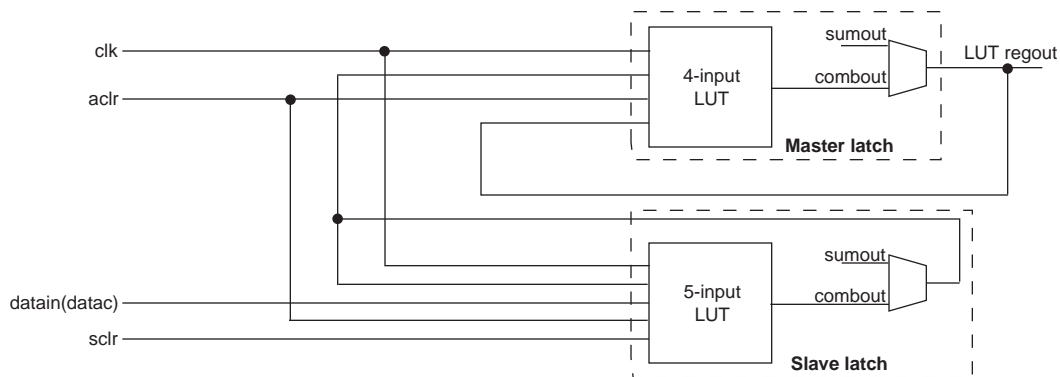 clk
aclr
4-input
LUT
sumout
combout
LUT regout
Master latch
datain(datac)
sclr
5-input
LUT
sumout
combout
Slave latch